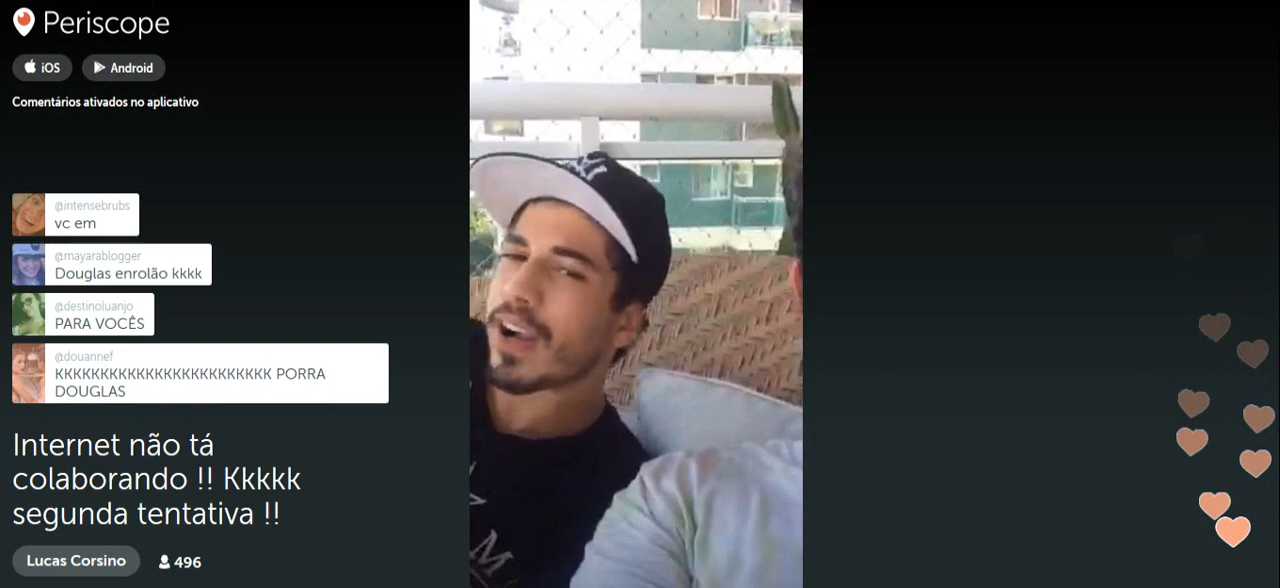 Periscope
iOS
Android
Comentários ativados no aplicativo
@intensebrubs
vc em
@mayarablogger
Douglas enrolão kkkk
@destinoluanjo
PARA VOCÊS
@douannef
KKKKKKKKKKKKKKKKKKKKKKKK PORRA
DOUGLAS
Internet não tá
colaborando !! Kkkkk
segunda tentativa !!
Lucas Corsino
496